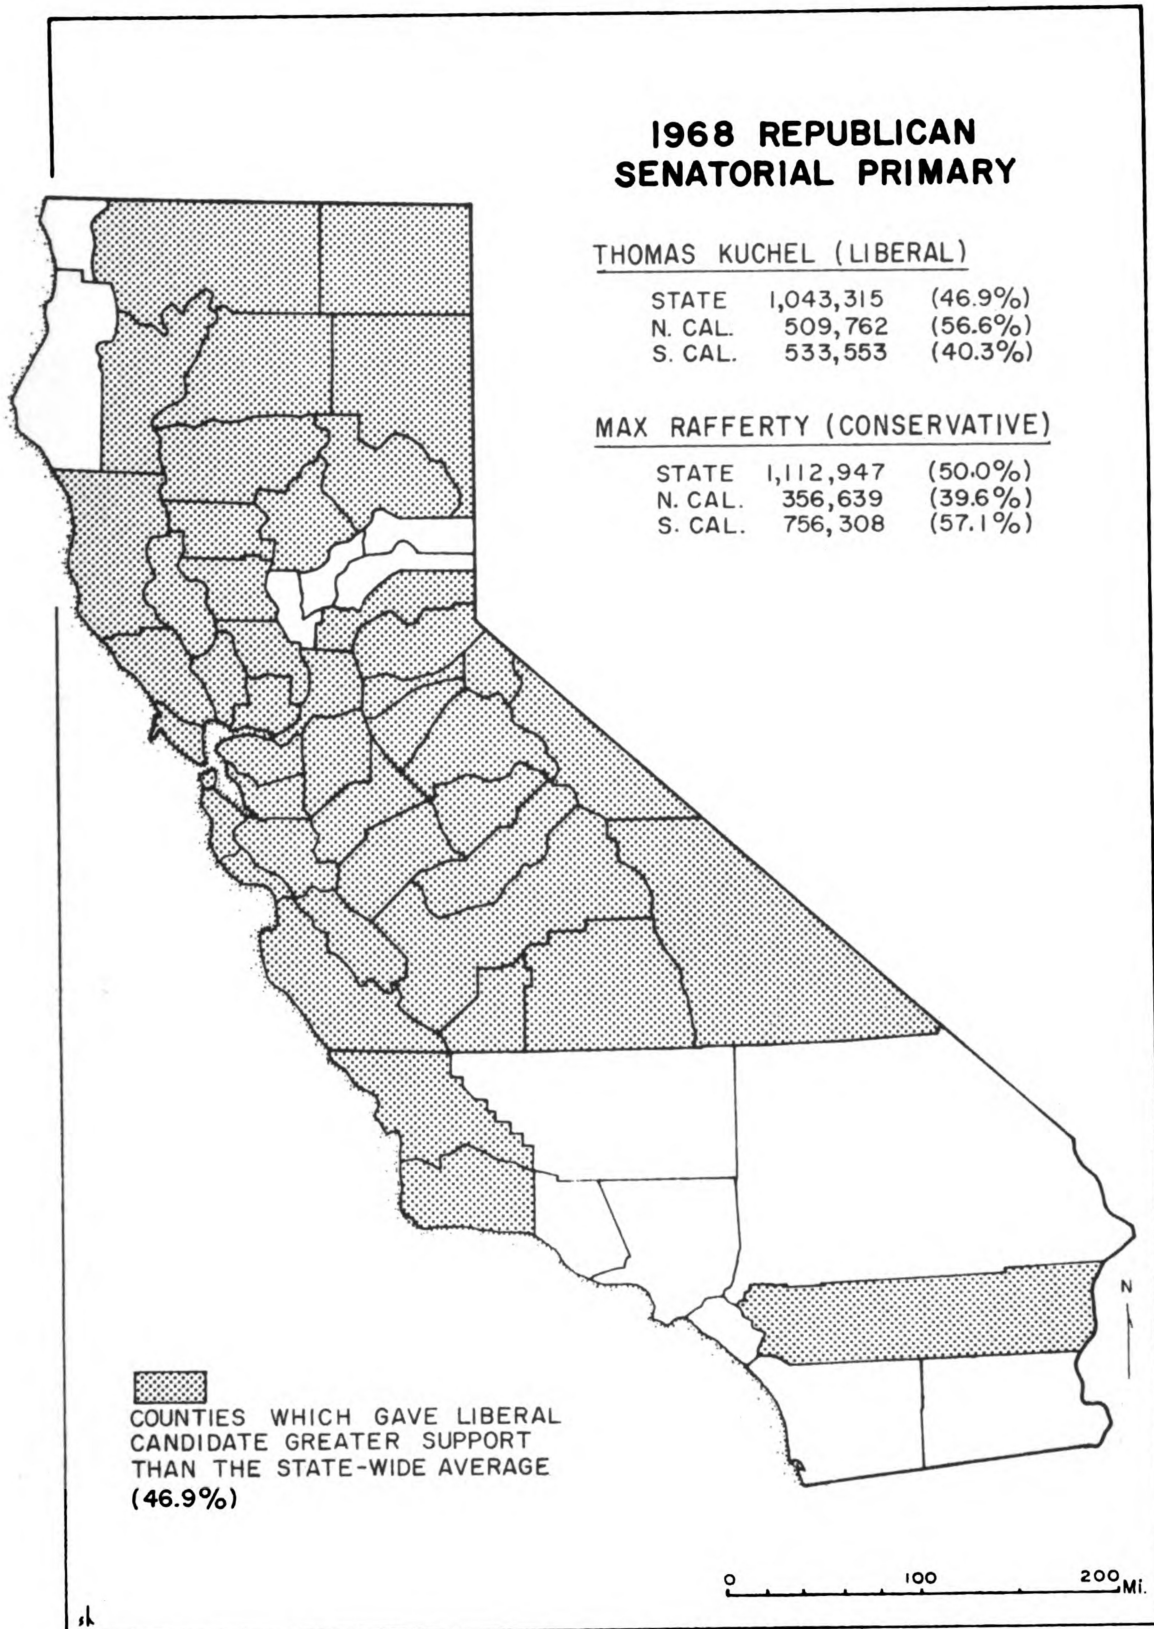 1968 REPUBLICAN
SENATORIAL PRIMARY
THOMAS KUCHEL (LIBERAL)
STATE 1,043,315 (46.9%)
N. CAL. 509,762 (56.6%)
S. CAL. 533,553 (40.3%)
MAX RAFFERTY (CONSERVATIVE)
STATE 1,112,947 (50.0%)
N. CAL. 356,639 (39.6%)
S. CAL. 756,308 (57.1%)
N
COUNTIES WHICH GAVE LIBERAL
CANDIDATE GREATER SUPPORT
THAN THE STATE-WIDE AVERAGE
(46.9%)
0 100 200 Mi.
sh